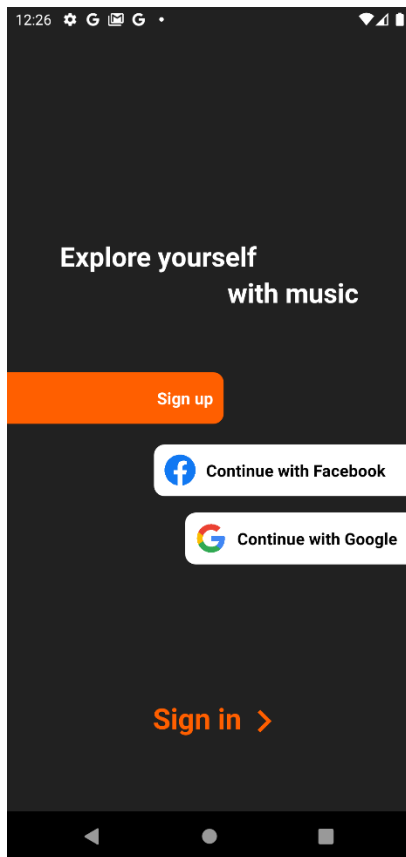 12:26
Explore yourself
with music
Sign up
Continue with Facebook
Continue with Google
Sign in